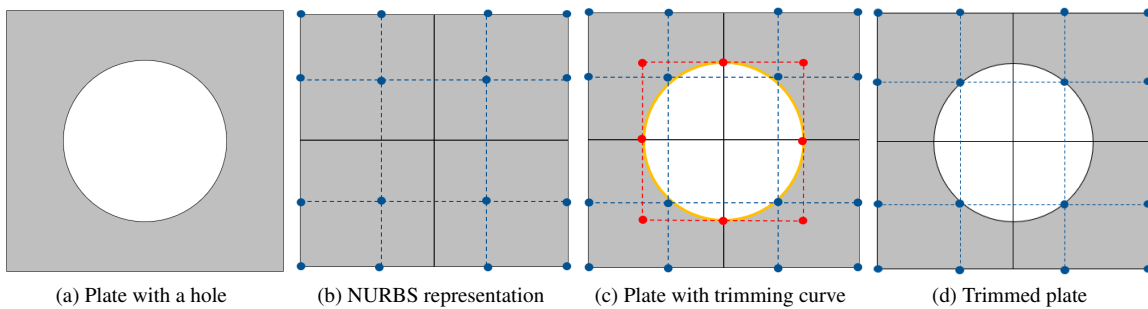 (a) Plate with a hole
(b) NURBS representation
(c) Plate with trimming curve
(d) Trimmed plate